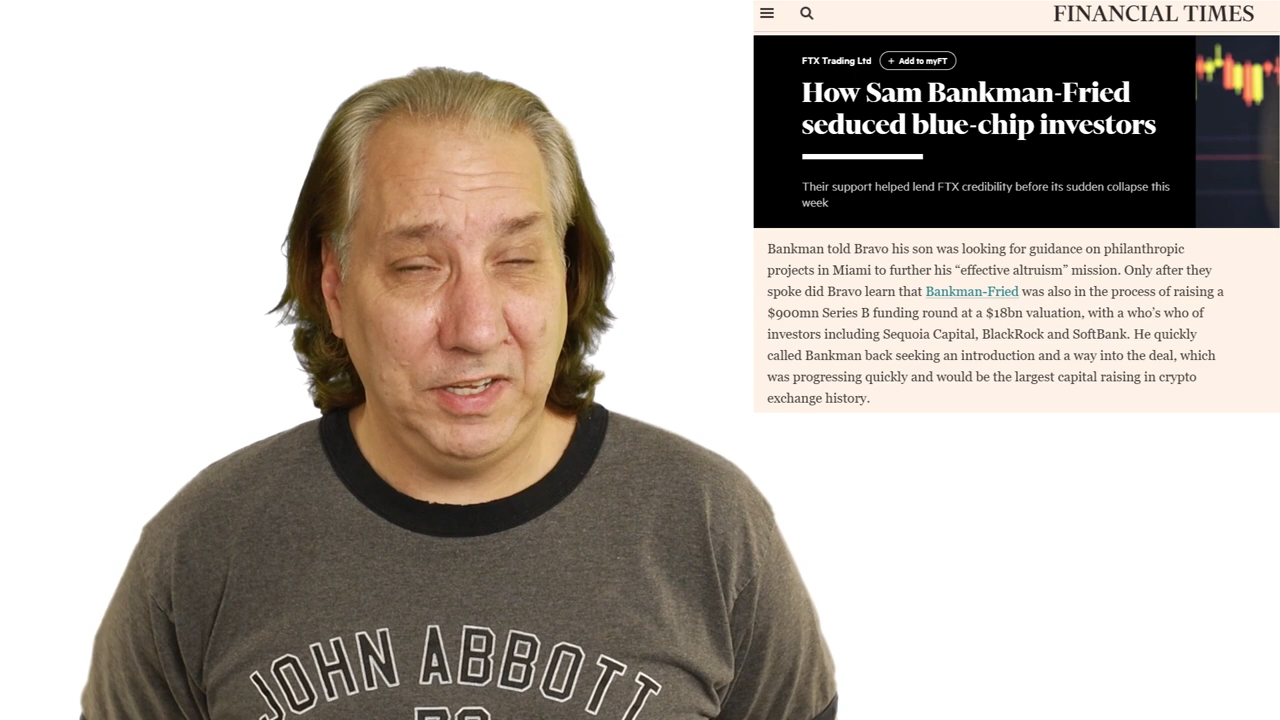 FINANCIAL TIMES
FTX Trading Ltd + Add to myFT
How Sam Bankman-Fried
seduced blue-chip investors
Their support helped lend FTX credibility before its sudden collapse this
week
Bankman told Bravo his son was looking for guidance on philanthropic
projects in Miami to further his “effective altruism” mission. Only after they
spoke did Bravo learn that Bankman-Fried was also in the process of raising a
$900mn Series B funding round at a $18bn valuation, with a who’s who of
investors including Sequoia Capital, BlackRock and SoftBank. He quickly
called Bankman back seeking an introduction and a way into the deal, which
was progressing quickly and would be the largest capital raising in crypto
exchange history.
JOHN ABBOTT